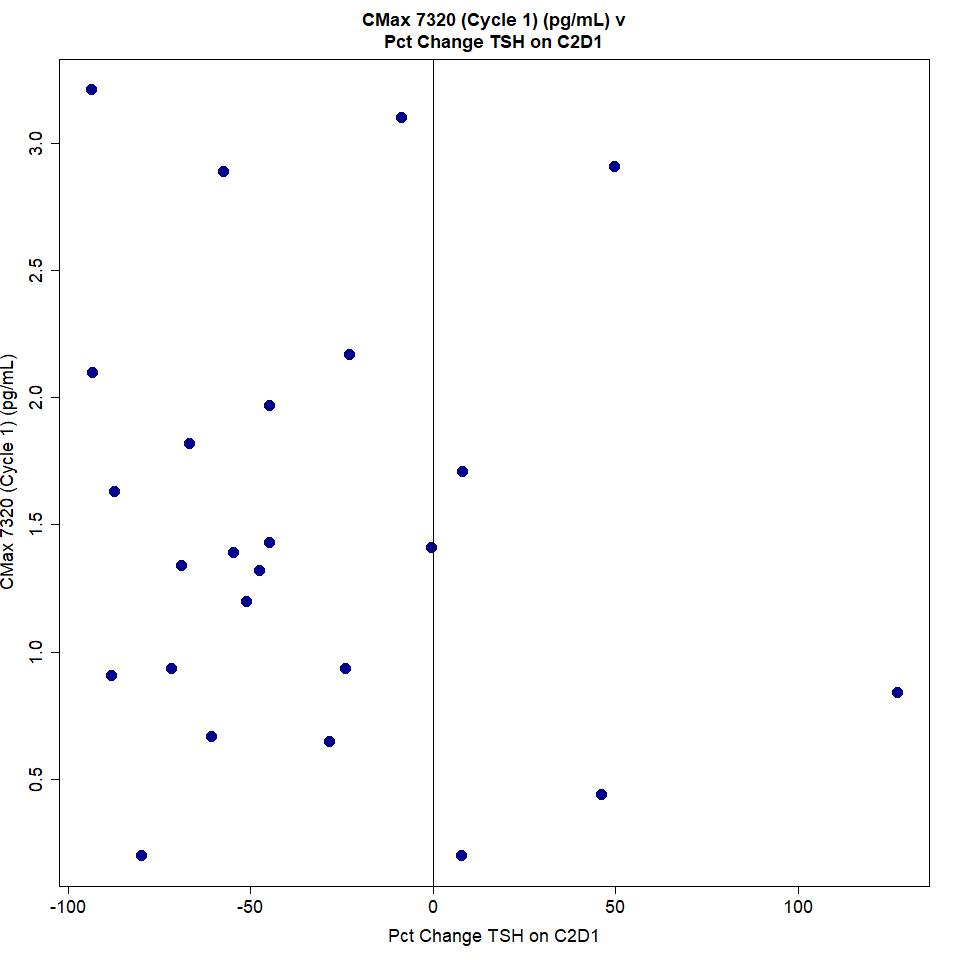 CMax 7320 (Cycle 1) (pg/mL) v
Pct Change TSH on C2D1
CMax 7320 (Cycle 1) (pg/mL)
3.0
2.5
2.0
1.5
1.0
0.5
-100
-50
0
50
100
Pct Change TSH on C2D1